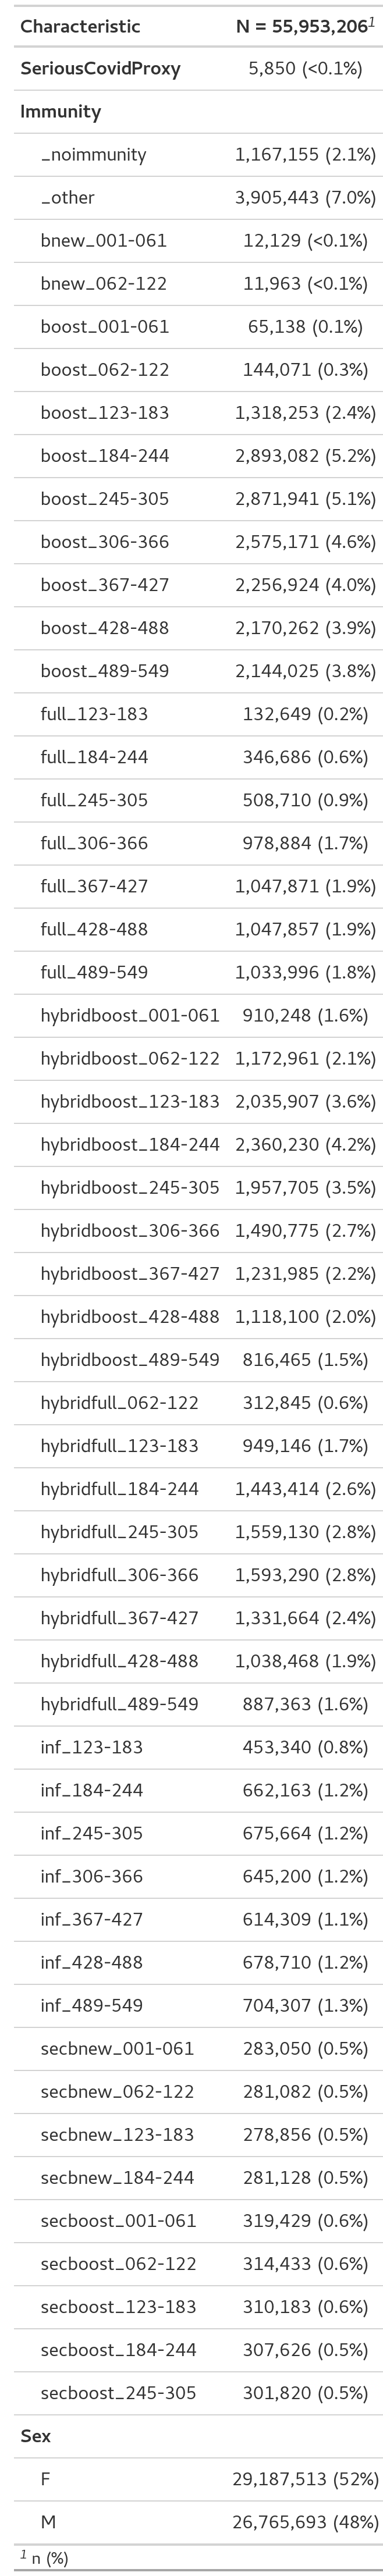 Characteristic N = 55,953,2061
SeriousCovidProxy 5,850 (<0.1%)
Immunity
_noimmunity 1,167,155 (2.1%)
_other 3,905,443 (7.0%)
bnew_001-061 12,129 (<0.1%)
bnew_062-122 11,963 (<0.1%)
boost_001-061 65,138 (0.1%)
boost_062-122 144,071 (0.3%)
boost_123-183 1,318,253 (2.4%)
boost_184-244 2,893,082 (5.2%)
boost_245-305 2,871,941 (5.1%)
boost_306-366 2,575,171 (4.6%)
boost_367-427 2,256,924 (4.0%)
boost_428-488 2,170,262 (3.9%)
boost_489-549 2,144,025 (3.8%)
full_123-183 132,649 (0.2%)
full_184-244 346,686 (0.6%)
full_245-305 508,710 (0.9%)
full_306-366 978,884 (1.7%)
full_367-427 1,047,871 (1.9%)
full_428-488 1,047,857 (1.9%)
full_489-549 1,033,996 (1.8%)
hybridboost_001-061 910,248 (1.6%)
hybridboost_062-122 1,172,961 (2.1%)
hybridboost_123-183 2,035,907 (3.6%)
hybridboost_184-244 2,360,230 (4.2%)
hybridboost_245-305 1,957,705 (3.5%)
hybridboost_306-366 1,490,775 (2.7%)
hybridboost_367-427 1,231,985 (2.2%)
hybridboost_428-488 1,118,100 (2.0%)
hybridboost_489-549 816,465 (1.5%)
hybridfull_062-122 312,845 (0.6%)
hybridfull_123-183 949,146 (1.7%)
hybridfull_184-244 1,443,414 (2.6%)
hybridfull_245-305 1,559,130 (2.8%)
hybridfull_306-366 1,593,290 (2.8%)
hybridfull_367-427 1,331,664 (2.4%)
hybridfull_428-488 1,038,468 (1.9%)
hybridfull_489-549 887,363 (1.6%)
inf_123-183 453,340 (0.8%)
inf_184-244 662,163 (1.2%)
inf_245-305 675,664 (1.2%)
inf_306-366 645,200 (1.2%)
inf_367-427 614,309 (1.1%)
inf_428-488 678,710 (1.2%)
inf_489-549 704,307 (1.3%)
secbnew_001-061 283,050 (0.5%)
secbnew_062-122 281,082 (0.5%)
secbnew_123-183 278,856 (0.5%)
secbnew_184-244 281,128 (0.5%)
secboost_001-061 319,429 (0.6%)
secboost_062-122 314,433 (0.6%)
secboost_123-183 310,183 (0.6%)
secboost_184-244 307,626 (0.5%)
secboost_245-305 301,820 (0.5%)
Sex
F 29,187,513 (52%)
M 26,765,693 (48%)
1 n (%)